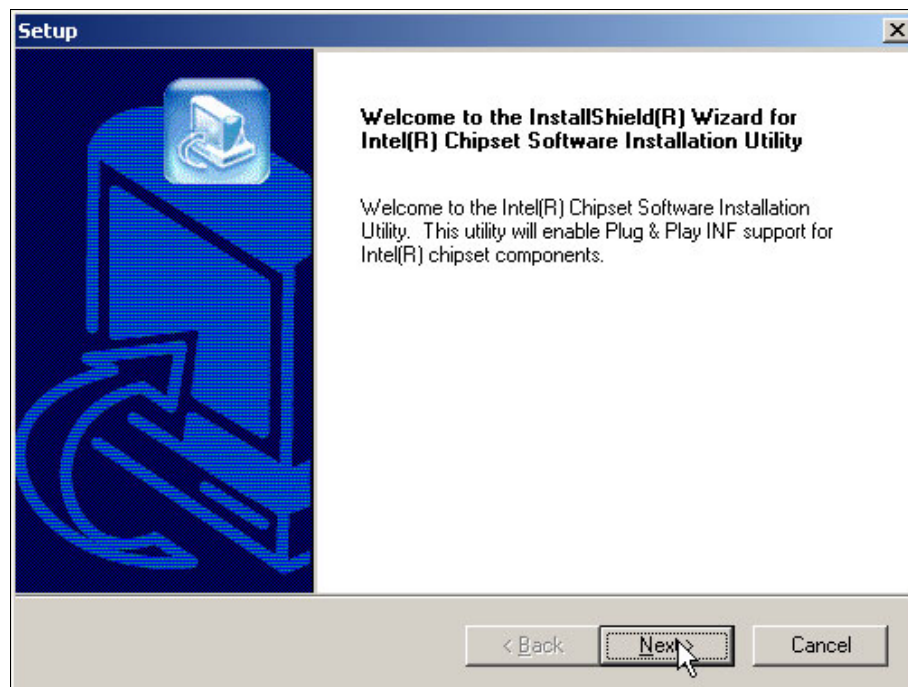 Setup
Welcome to the InstallShield(R) Wizard for
Intel(R) Chipset Software Installation Utility
Welcome to the Intel(R) Chipset Software Installation
Utility.  This utility will enable Plug & Play INF support for
Intel(R) chipset components.
< Back
Next >
Cancel